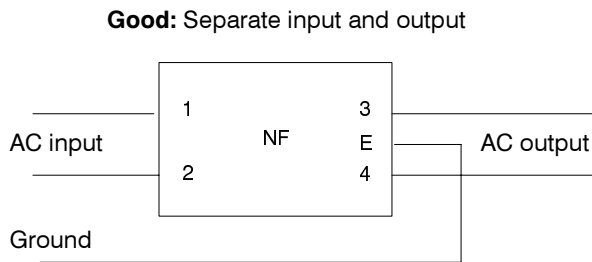 Good: Separate input and output
1 3
AC input NF E AC output
2 4
Ground